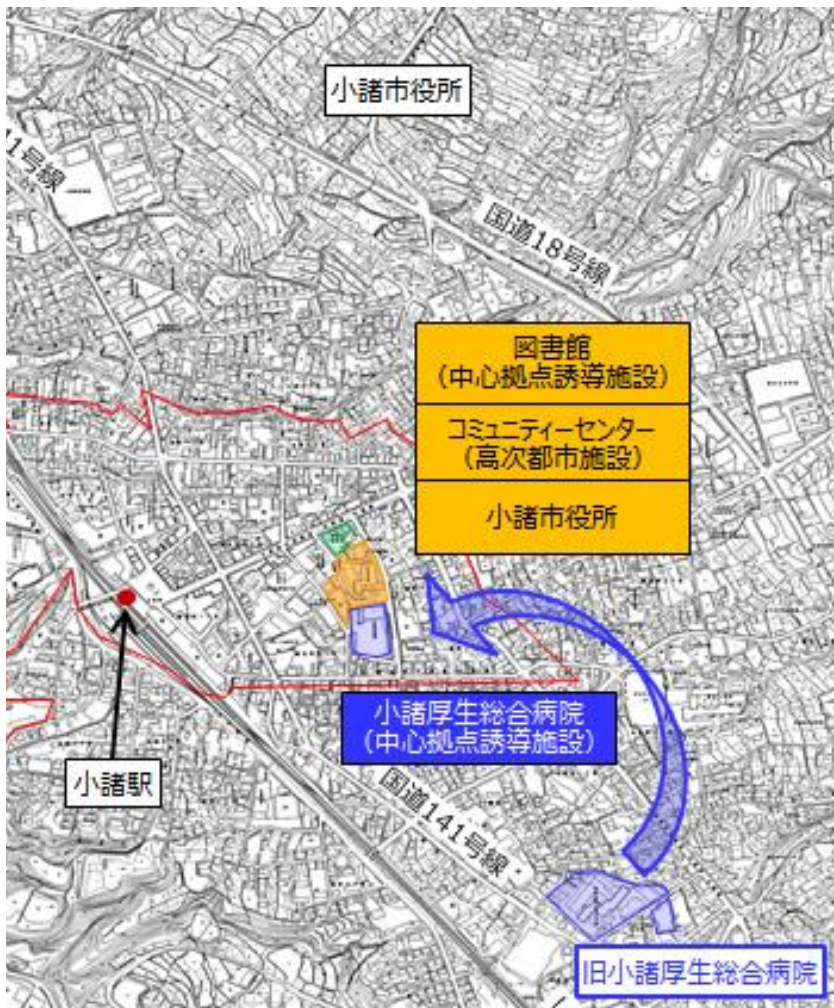 小諸市役所
11号線
国道18号線
図書館
（中心拠点誘導施設）
コミュニティーセンター
（高次都市施設）
小諸市役所
小諸厚生総合病院
（中心拠点誘導施設）
小諸駅
国道141号線
旧小諸厚生総合病院